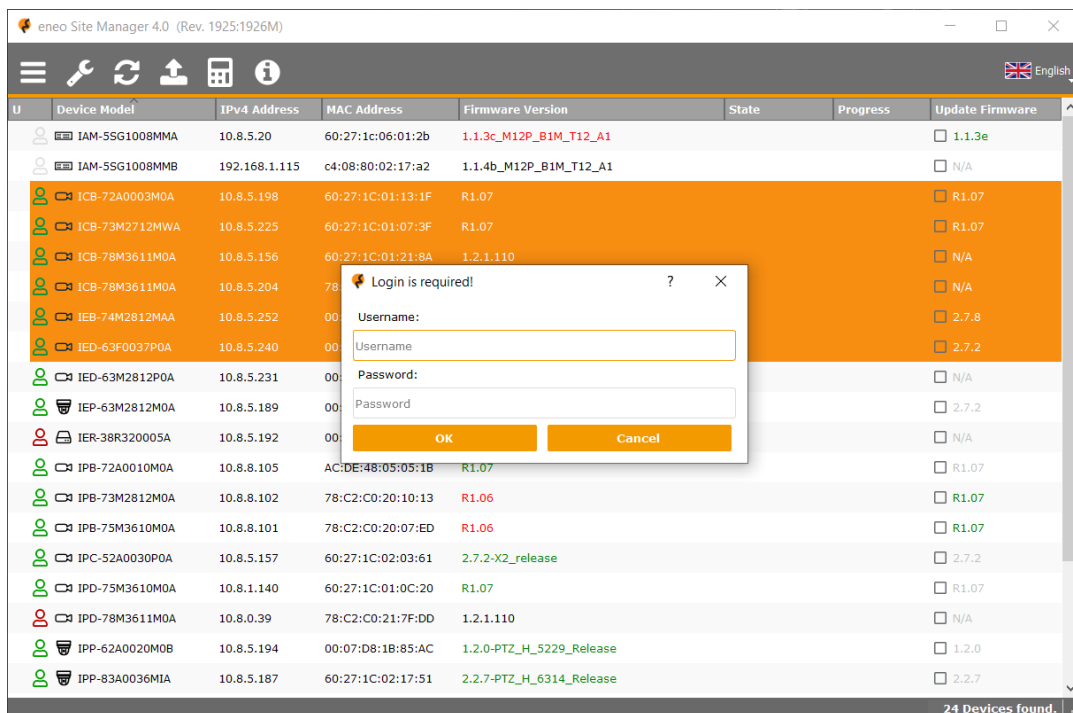 eneo Site Manager 4.0 (Rev. 1925:1926M)
English
U Device Model IPv4 Address MAC Address Firmware Version State Progress Update Firmware
IAM-5SG1008MMA 10.8.5.20 60:27:1c:06:01:2b 1.1.3c_M12P_B1M_T12_A1 1.1.3e
IAM-5SG1008MMB 192.168.1.115 c4:08:80:02:17:a2 1.1.4b_M12P_B1M_T12_A1 N/A
ICB-72A0003M0A 10.8.5.198 60:27:1C:01:13:1F R1.07 R1.07
ICB-73M2712MWA 10.8.5.225 60:27:1C:01:07:3F R1.07 R1.07
ICB-78M3611M0A 10.8.5.156 60:27:1C:01:21:8A 1.2.1.110 N/A
ICB-78M3611M0A 10.8.5.204 78: N/A
IEB-74M2812MAA 10.8.5.252 00: 2.7.8
IED-63F0037P0A 10.8.5.240 00: 2.7.2
IED-63M2812P0A 10.8.5.231 00: N/A
IEP-63M2812M0A 10.8.5.189 00: 2.7.2
IER-38R320005A 10.8.5.192 00: N/A
IPB-72A0010M0A 10.8.8.105 AC:DE:48:05:05:1B R1.07 R1.07
IPB-73M2812M0A 10.8.8.102 78:C2:C0:20:10:13 R1.06 R1.07
IPB-75M3610M0A 10.8.8.101 78:C2:C0:20:07:ED R1.06 R1.07
IPC-52A0030P0A 10.8.5.157 60:27:1C:02:03:61 2.7.2-X2_release 2.7.2
IPD-75M3610M0A 10.8.1.140 60:27:1C:01:0C:20 R1.07 R1.07
IPD-78M3611M0A 10.8.0.39 78:C2:C0:21:7F:DD 1.2.1.110 N/A
IPP-62A0020M0B 10.8.5.194 00:07:D8:1B:85:AC 1.2.0-PTZ_H_5229_Release 1.2.0
IPP-83A0036MIA 10.8.5.187 60:27:1C:02:17:51 2.2.7-PTZ_H_6314_Release 2.2.7
24 Devices found.
Login is required! ?
Username:
Username
Password:
Password
OK Cancel